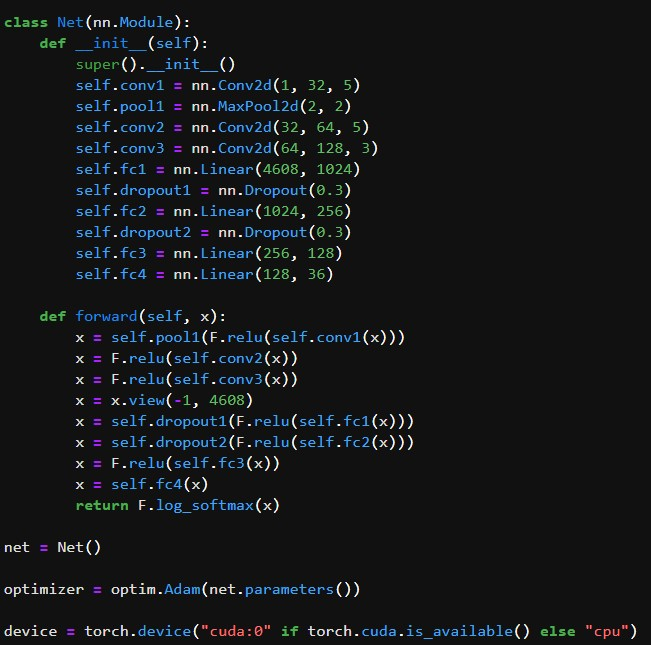 class Net(nn.Module):
    def __init__(self):
        super().__init__()
        self.conv1 = nn.Conv2d(1, 32, 5)
        self.pool1 = nn.MaxPool2d(2, 2)
        self.conv2 = nn.Conv2d(32, 64, 5)
        self.conv3 = nn.Conv2d(64, 128, 3)
        self.fc1 = nn.Linear(4608, 1024)
        self.dropout1 = nn.Dropout(0.3)
        self.fc2 = nn.Linear(1024, 256)
        self.dropout2 = nn.Dropout(0.3)
        self.fc3 = nn.Linear(256, 128)
        self.fc4 = nn.Linear(128, 36)
    def forward(self, x):
        x = self.pool1(F.relu(self.conv1(x)))
        x = F.relu(self.conv2(x))
        x = F.relu(self.conv3(x))
        x = x.view(-1, 4608)
        x = self.dropout1(F.relu(self.fc1(x)))
        x = self.dropout2(F.relu(self.fc2(x)))
        x = F.relu(self.fc3(x))
        x = self.fc4(x)
        return F.log_softmax(x)
net = Net()
optimizer = optim.Adam(net.parameters())
device = torch.device("cuda:0" if torch.cuda.is_available() else "cpu")